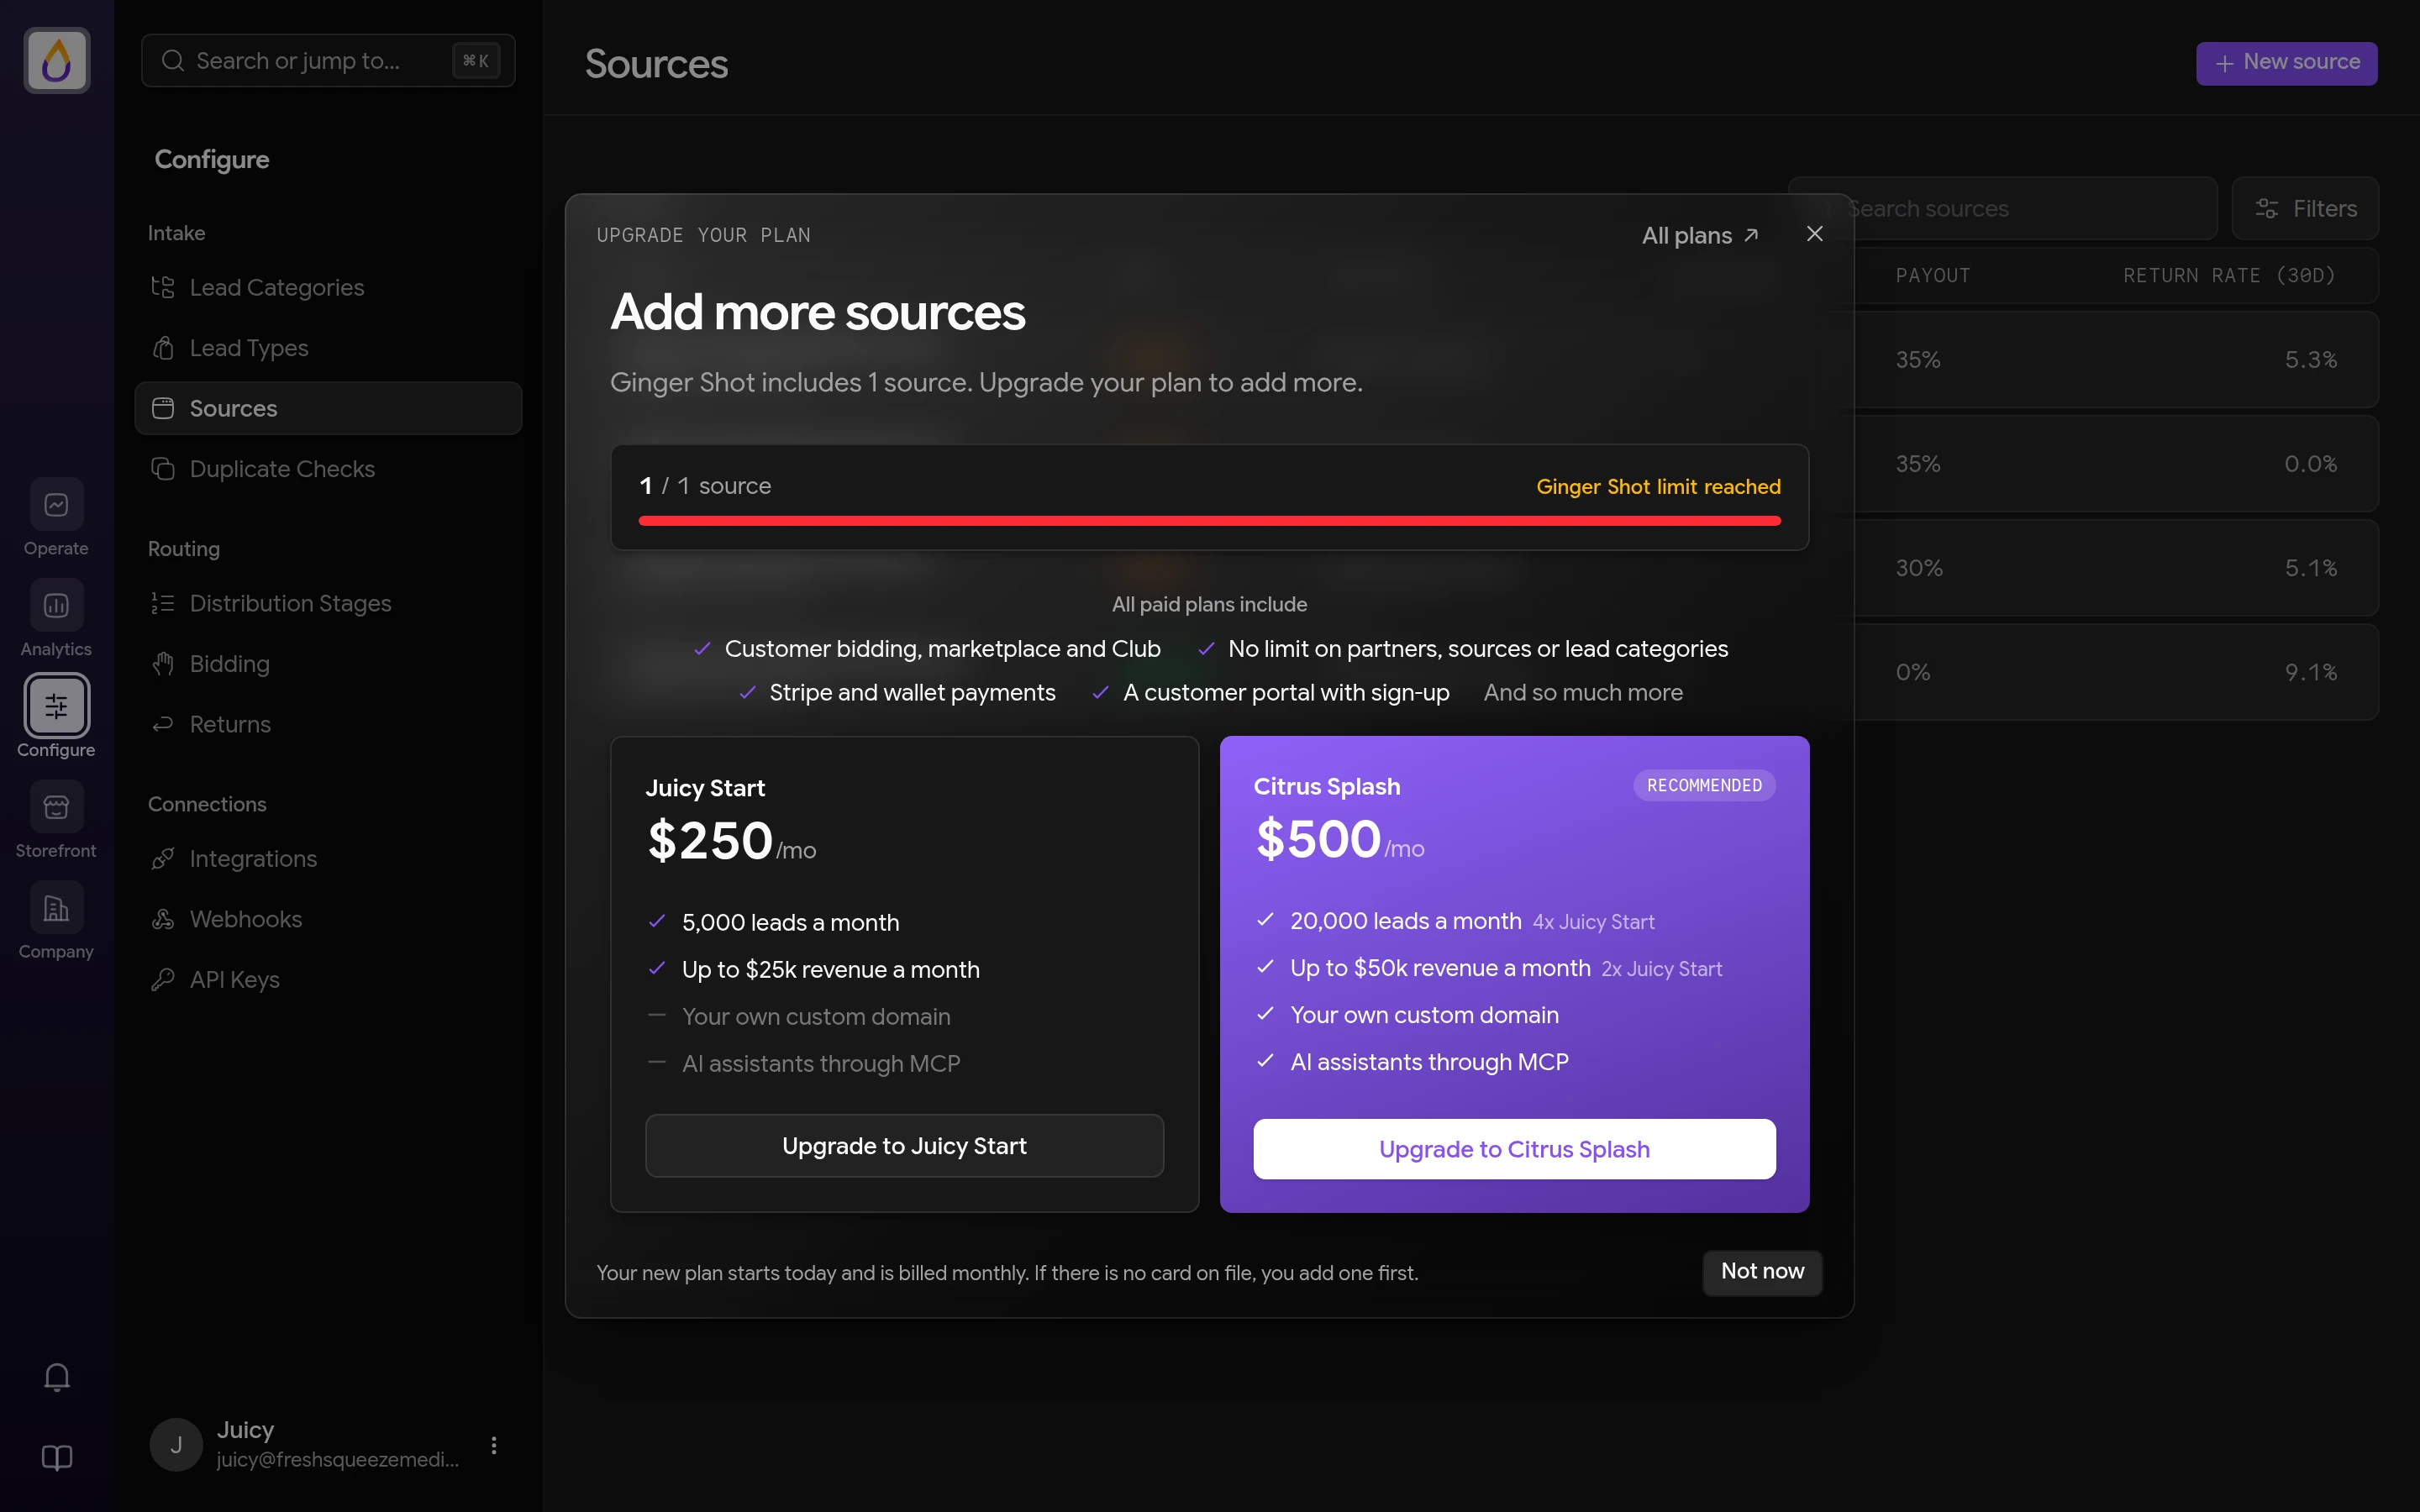 Search or jump to...
⌘K
Sources
+ New source
Configure
Intake
Lead Categories
Lead Types
Sources
Duplicate Checks
Routing
Distribution Stages
Bidding
Returns
Connections
Integrations
Webhooks
API Keys
Operate
Analytics
Configure
Storefront
Company
J
Juicy
juicy@freshsqueezemedi...
Search sources
Filters
PAYOUT
RETURN RATE (30D)
35%
5.3%
35%
0.0%
30%
5.1%
0%
9.1%
UPGRADE YOUR PLAN
All plans
Add more sources
Ginger Shot includes 1 source. Upgrade your plan to add more.
1 / 1 source
Ginger Shot limit reached
All paid plans include
Customer bidding, marketplace and Club
No limit on partners, sources or lead categories
Stripe and wallet payments
A customer portal with sign-up
And so much more
Juicy Start
$250/mo
5,000 leads a month
Up to $25k revenue a month
Your own custom domain
AI assistants through MCP
Upgrade to Juicy Start
Citrus Splash
RECOMMENDED
$500/mo
20,000 leads a month 4x Juicy Start
Up to $50k revenue a month 2x Juicy Start
Your own custom domain
AI assistants through MCP
Upgrade to Citrus Splash
Your new plan starts today and is billed monthly. If there is no card on file, you add one first.
Not now